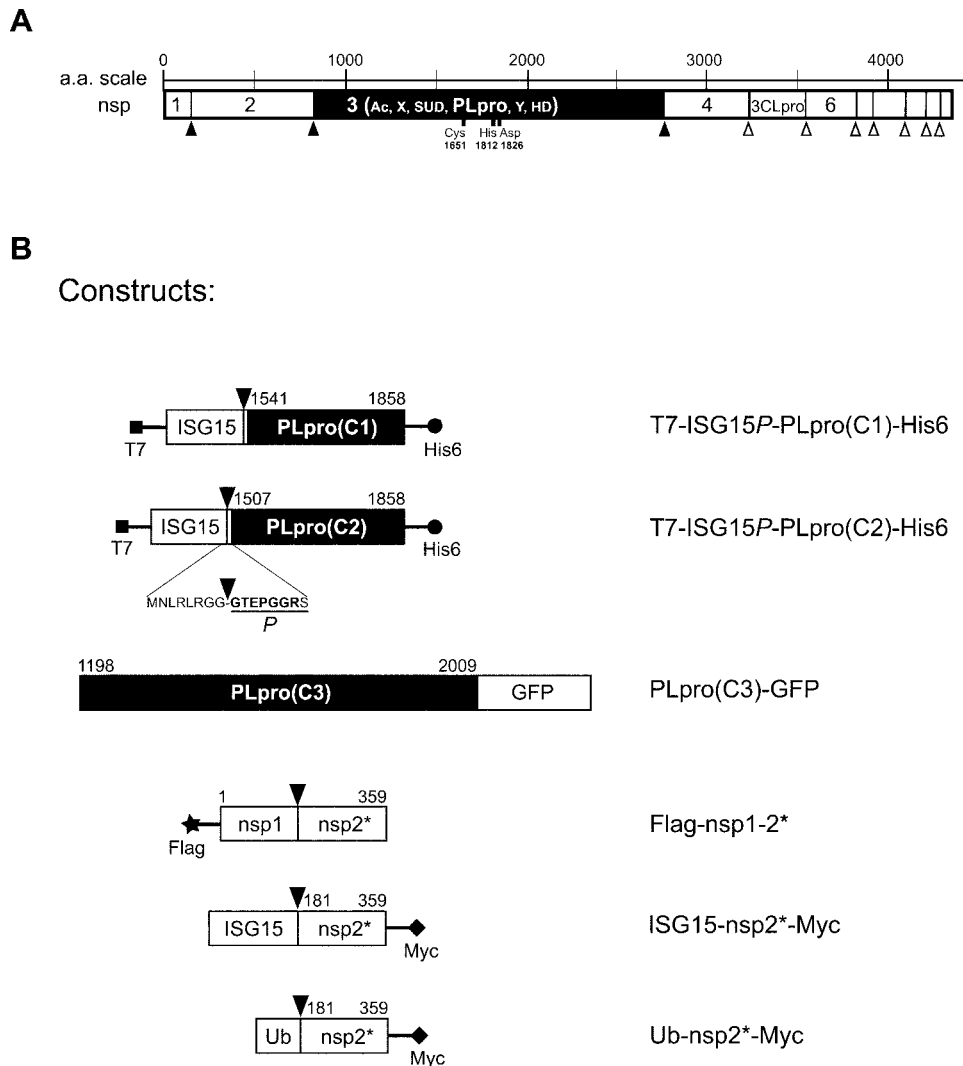 A
0 1000 2000 3000 4000
a.a. scale
nsp 1 2 3 (Ac, X, SUD, PLpro, Y, HD) 4 3CLpro 6
Cys His Asp
1651 1812 1826
B
Constructs:
1541 1858
ISG15 PLpro(C1) T7-ISG15P-PLpro(C1)-His6
T7 His6
1507 1858
ISG15 PLpro(C2) T7-ISG15P-PLpro(C2)-His6
T7 His6
MNLRLRGG-GTEPGGRS
P
1198 2009
PLpro(C3) GFP PLpro(C3)-GFP
1 359
nsp1 nsp2* Flag-nsp1-2*
Flag
181 359
ISG15 nsp2* ISG15-nsp2*-Myc
Myc
181 359
Ub nsp2* Ub-nsp2*-Myc
Myc